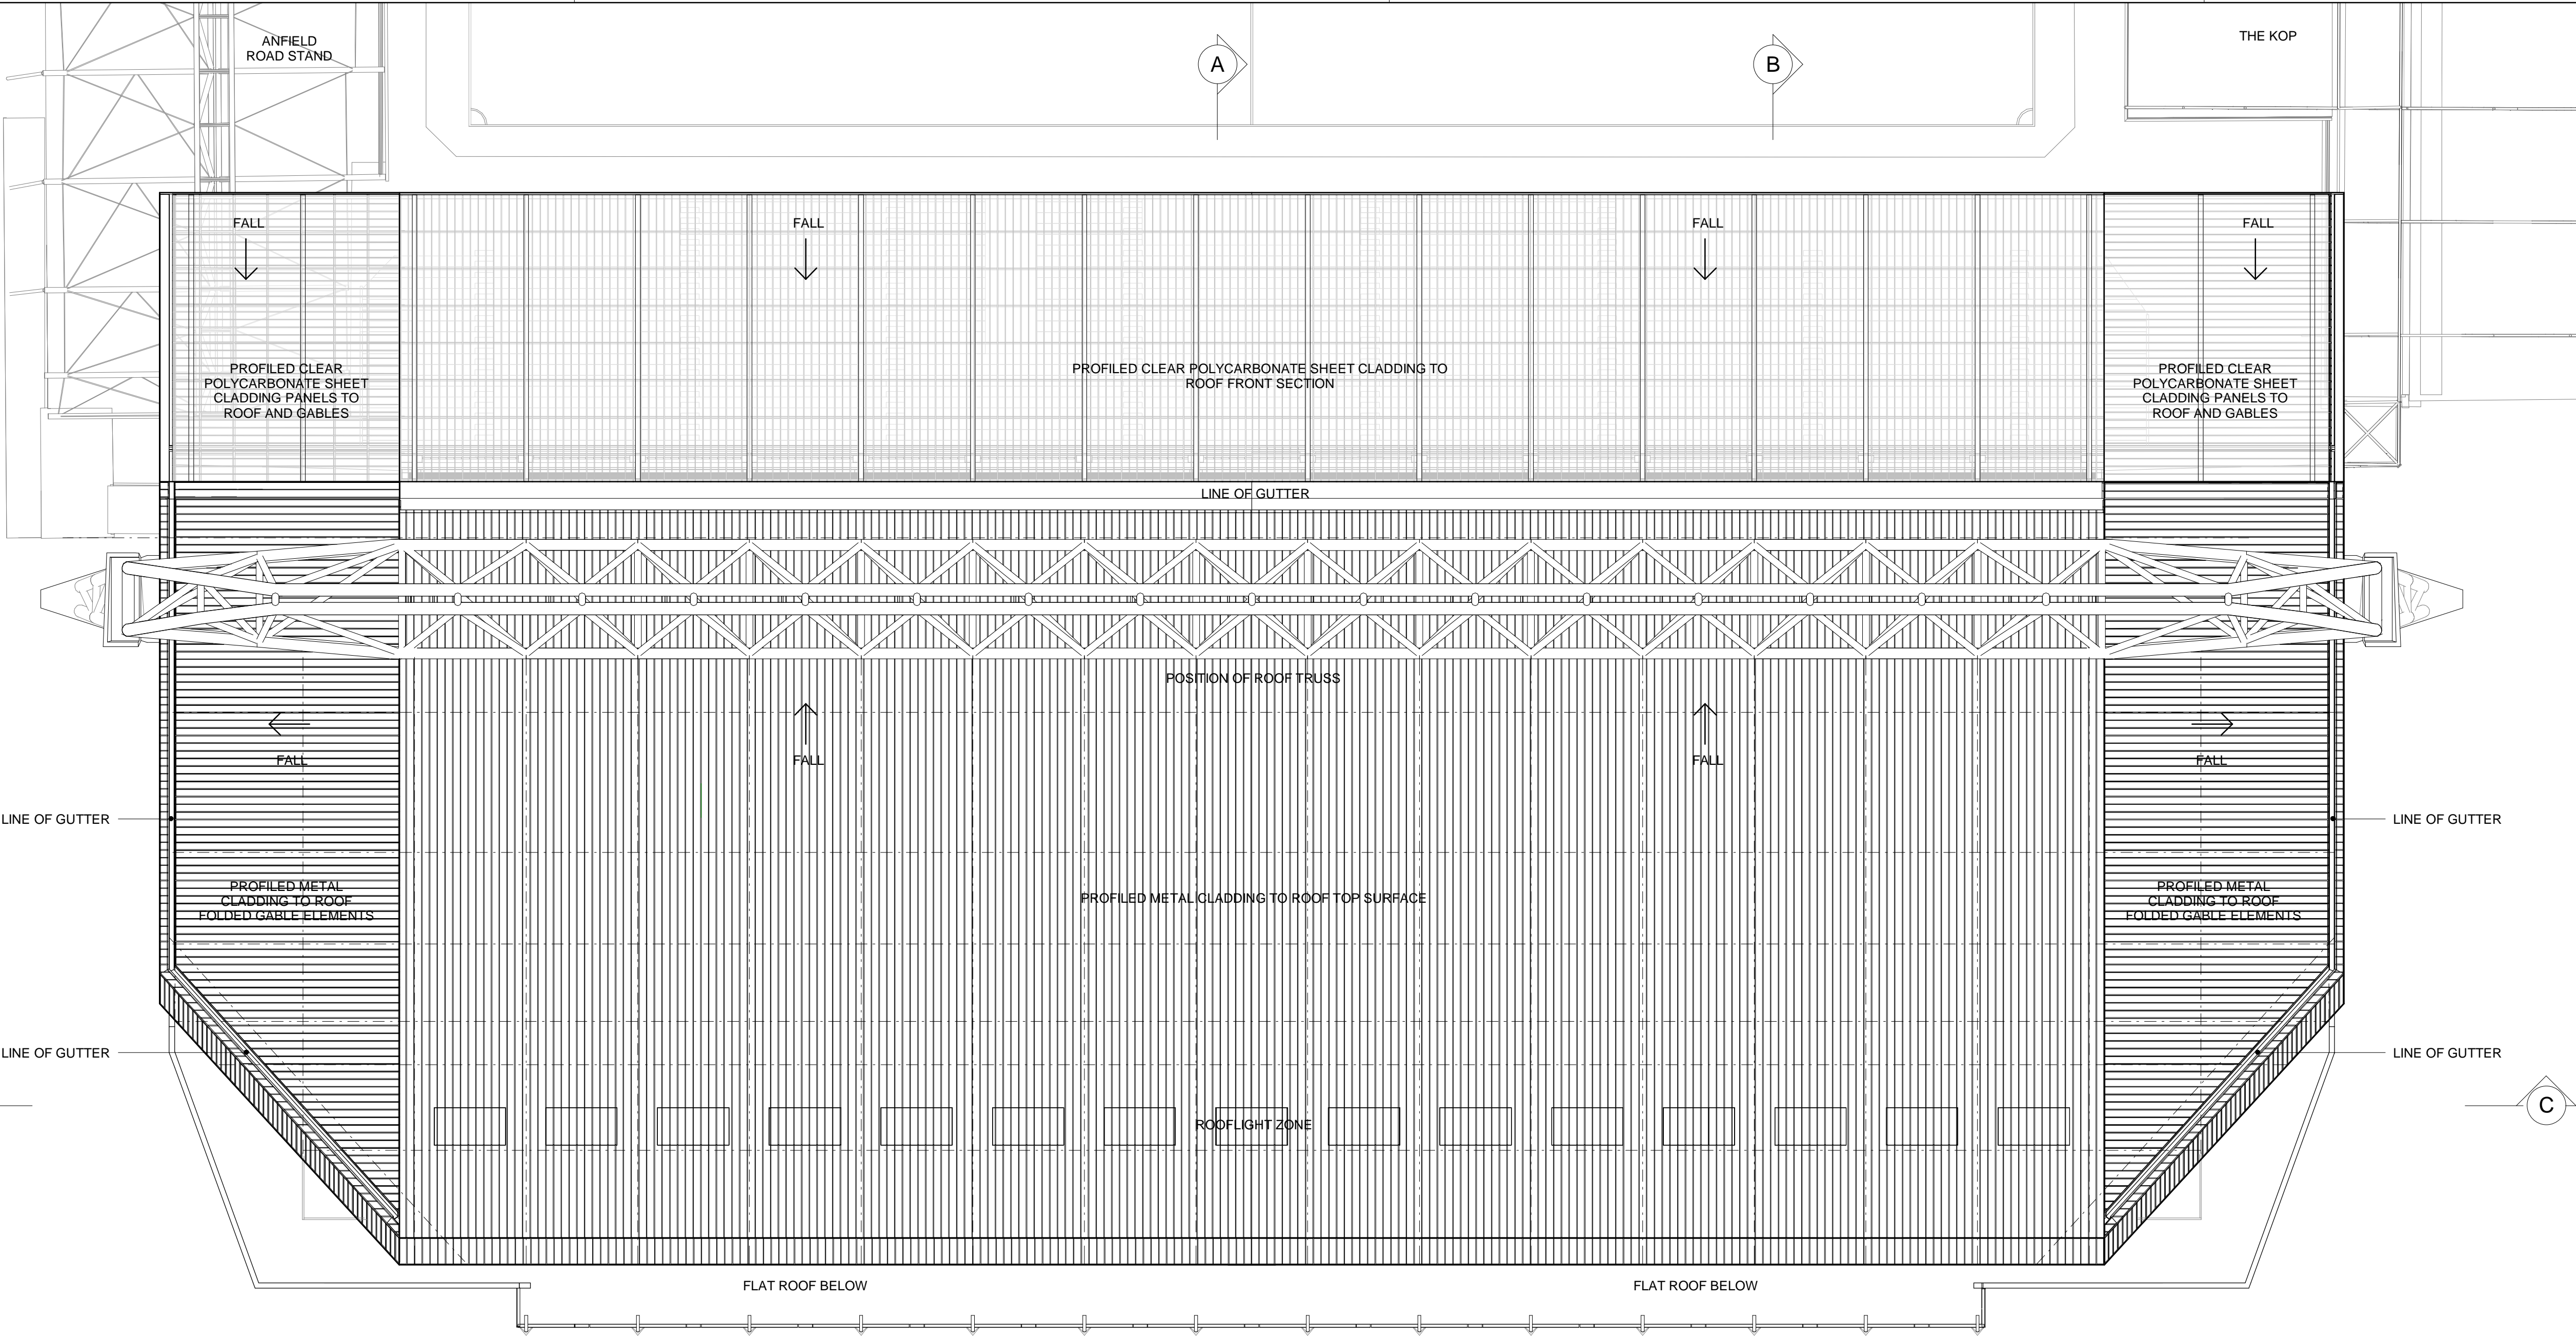 ANFIELD
ROAD STAND
A
B
THE KOP
FALL
FALL
FALL
FALL
PROFILED CLEAR
POLYCARBONATE SHEET
CLADDING PANELS TO
ROOF AND GABLES
PROFILED CLEAR POLYCARBONATE SHEET CLADDING TO
ROOF FRONT SECTION
PROFILED CLEAR
POLYCARBONATE SHEET
CLADDING PANELS TO
ROOF AND GABLES
LINE OF GUTTER
POSITION OF ROOF TRUSS
FALL
FALL
FALL
FALL
LINE OF GUTTER
LINE OF GUTTER
PROFILED METAL
CLADDING TO ROOF
FOLDED GABLE ELEMENTS
PROFILED METAL CLADDING TO ROOF TOP SURFACE
PROFILED METAL
CLADDING TO ROOF
FOLDED GABLE ELEMENTS
LINE OF GUTTER
LINE OF GUTTER
C
ROOFLIGHT ZONE
FLAT ROOF BELOW
FLAT ROOF BELOW